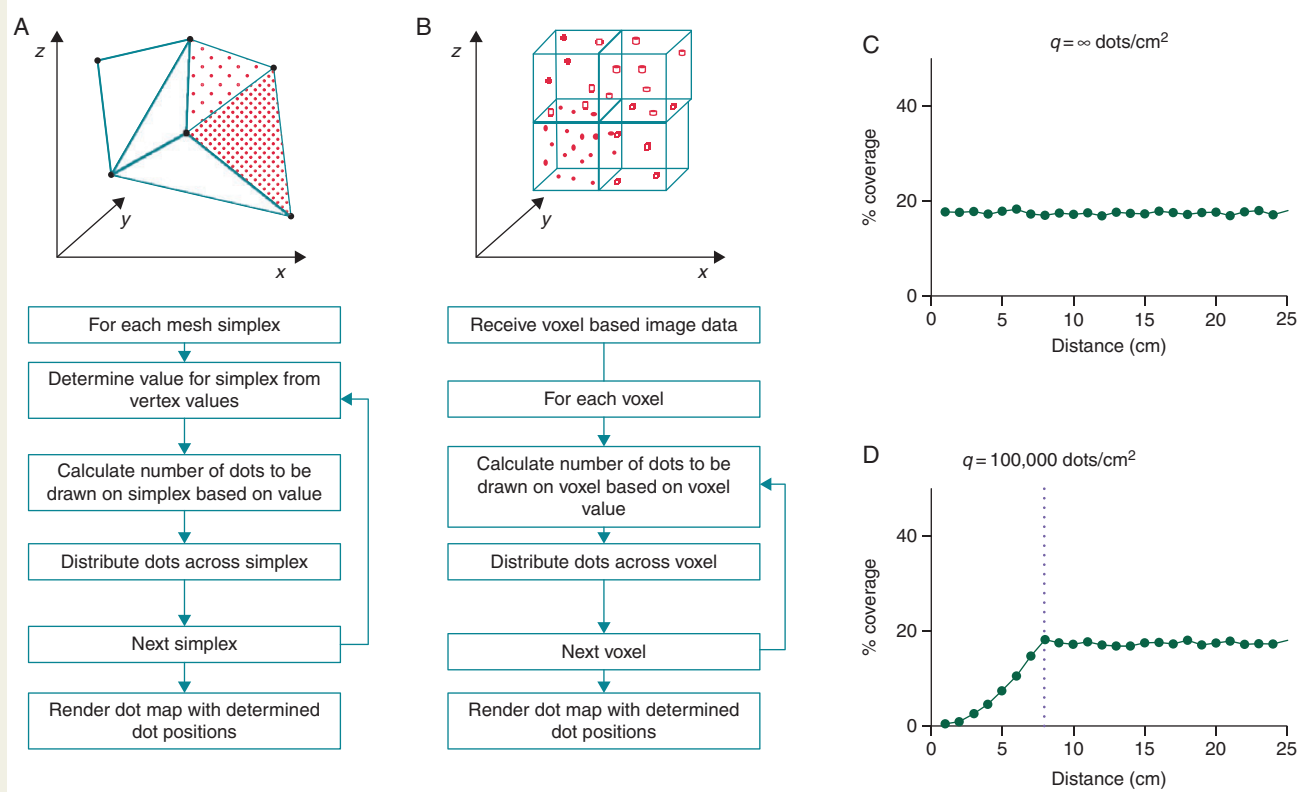 A
z
y
x
For each mesh simplex
Determine value for simplex from
vertex values
Calculate number of dots to be
drawn on simplex based on value
Distribute dots across simplex
Next simplex
Render dot map with determined
dot positions
B
z
y
x
Receive voxel based image data
For each voxel
Calculate number of dots to be
drawn on voxel based on voxel
value
Distribute dots across voxel
Next voxel
Render dot map with determined
dot positions
C
q = ∞ dots/cm²
% coverage
40
20
0
0 5 10 15 20 25
Distance (cm)
D
q = 100,000 dots/cm²
% coverage
40
20
0
0 5 10 15 20 25
Distance (cm)